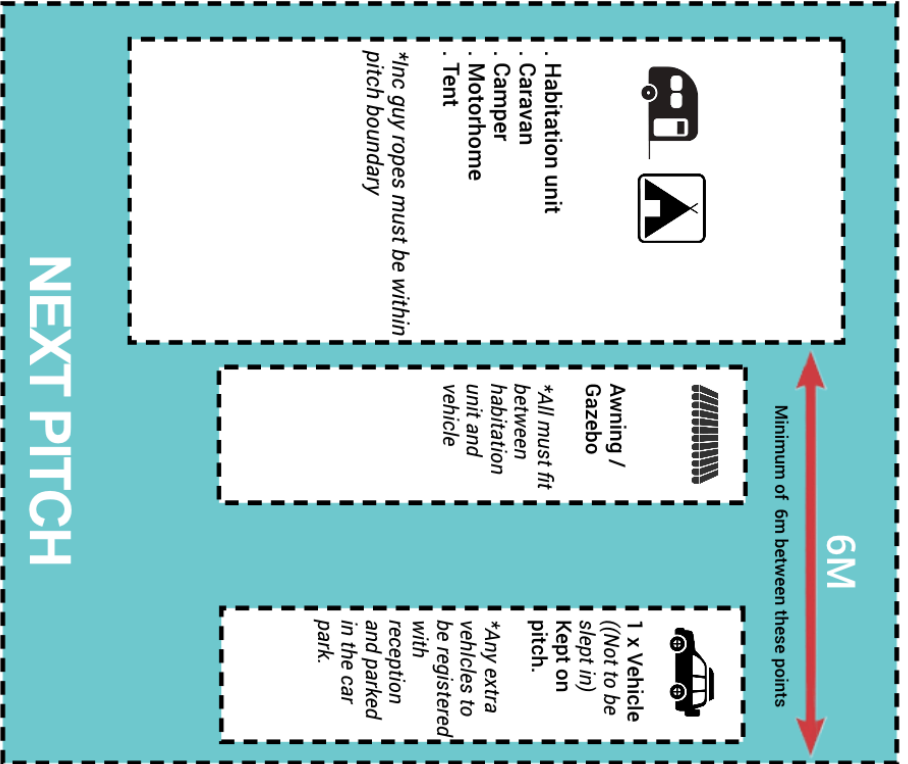 6M
Minimum of 6m between these points
. Habitation unit
. Caravan
. Camper
. Motorhome
. Tent
*Inc guy ropes must be within
pitch boundary
Awning /
Gazebo
*All must fit
between
habitation
unit and
vehicle
1 x Vehicle
((Not to be
slept in)
Kept on
pitch.
*Any extra
vehicles to
be registered
with
reception
and parked
in the car
park.
NEXT PITCH